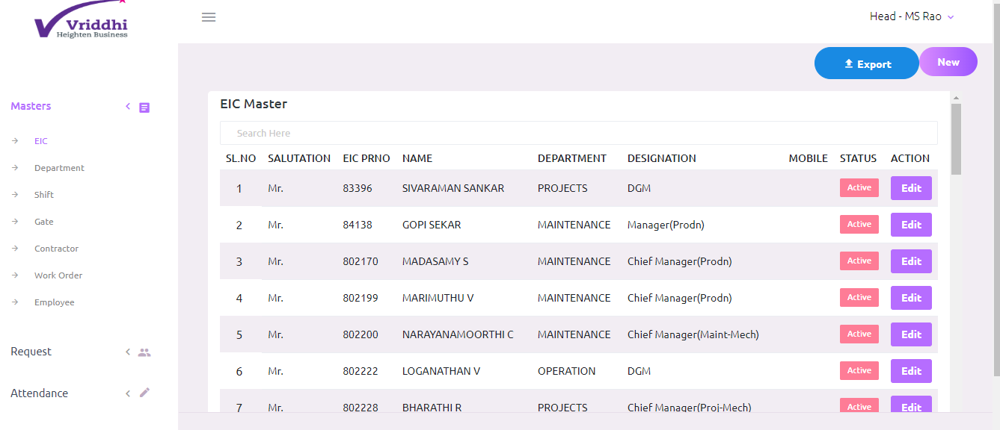 Vriddhi
Heighten Business
Head - MS Rao
Export
New
Masters
EIC
Department
Shift
Gate
Contractor
Work Order
Employee
Request
Attendance
EIC Master
Search Here
SL.NO SALUTATION EIC PRNO NAME DEPARTMENT DESIGNATION MOBILE STATUS ACTION
1 Mr. 83396 SIVARAMAN SANKAR PROJECTS DGM Active Edit
2 Mr. 84138 GOPI SEKAR MAINTENANCE Manager(Prodn) Active Edit
3 Mr. 802170 MADASAMY S MAINTENANCE Chief Manager(Prodn) Active Edit
4 Mr. 802199 MARIMUTHU V MAINTENANCE Chief Manager(Prodn) Active Edit
5 Mr. 802200 NARAYANAMOORTHI C MAINTENANCE Chief Manager(Maint-Mech) Active Edit
6 Mr. 802222 LOGANATHAN V OPERATION DGM Active Edit
7 Mr. 802228 BHARATHI R PROJECTS Chief Manager(Proj-Mech) Active Edit